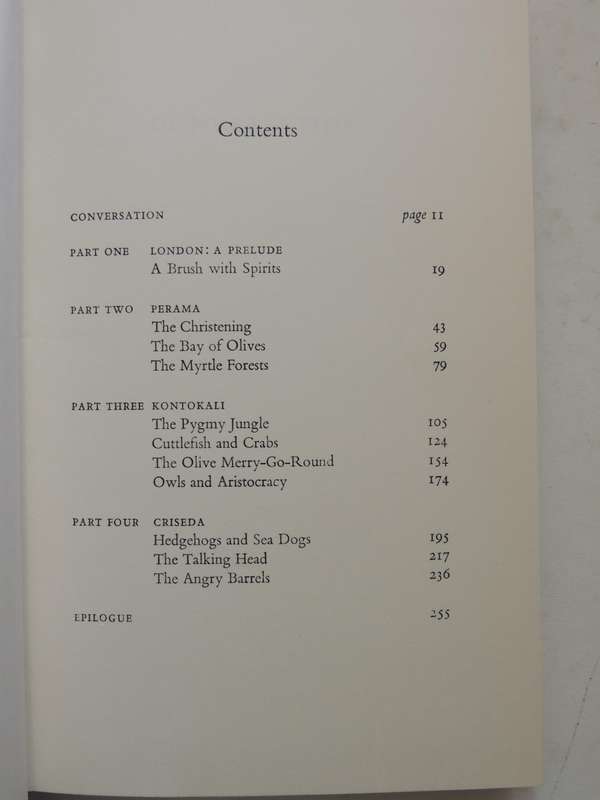 Contents
CONVERSATION page 11
PART ONE LONDON: A PRELUDE
A Brush with Spirits 19
PART TWO PERAMA
The Christening 43
The Bay of Olives 59
The Myrtle Forests 79
PART THREE KONTOKALI
The Pygmy Jungle 105
Cuttlefish and Crabs 124
The Olive Merry-Go-Round 154
Owls and Aristocracy 174
PART FOUR CRISEDA
Hedgehogs and Sea Dogs 195
The Talking Head 217
The Angry Barrels 236
EPILOGUE 255